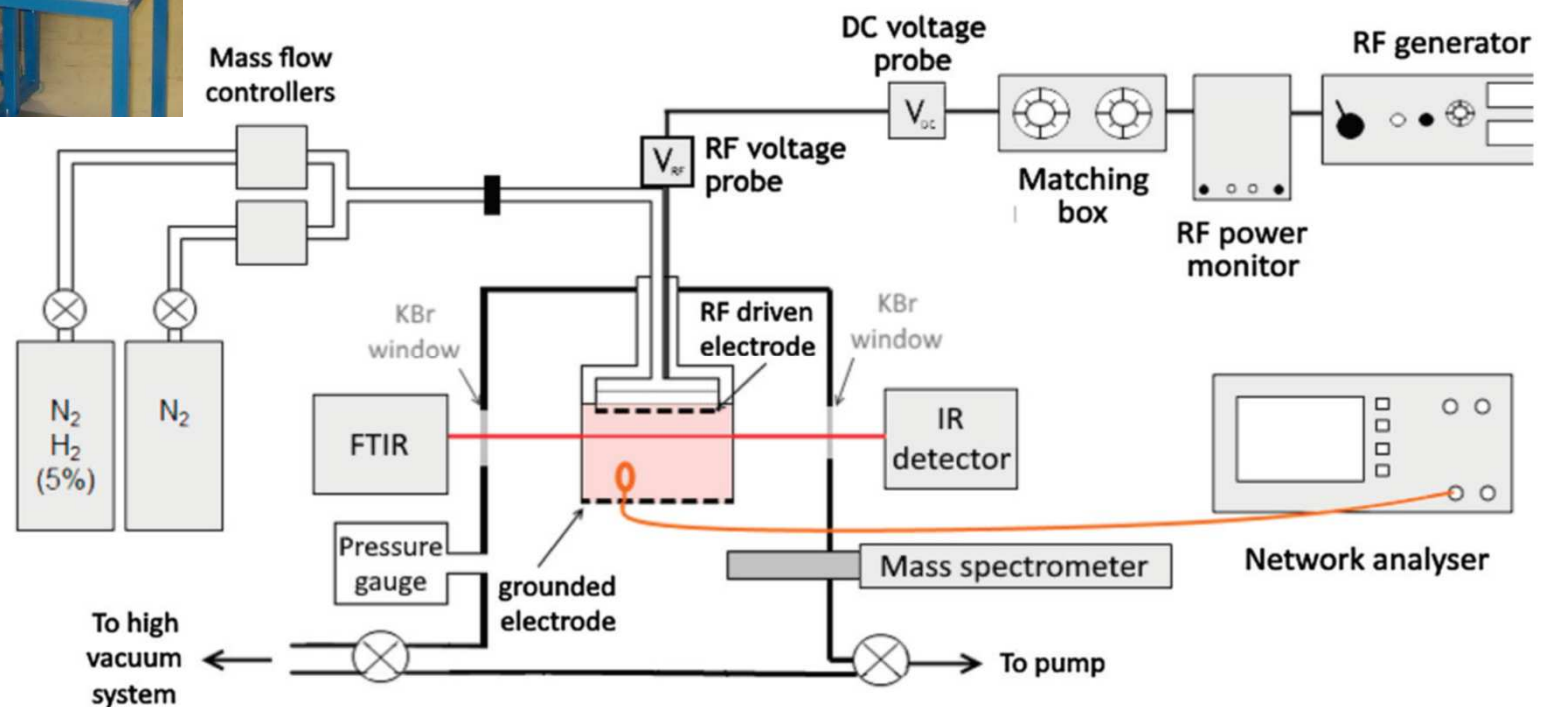 DC voltage
probe
RF generator
Mass flow
controllers
V_DC
V_RF
RF voltage
probe
Matching
box
RF power
monitor
KBr
window
RF driven
electrode
KBr
window
N₂
H₂
(5%)
N₂
FTIR
IR
detector
Pressure
gauge
grounded
electrode
Mass spectrometer
Network analyser
To high
vacuum
system
To pump